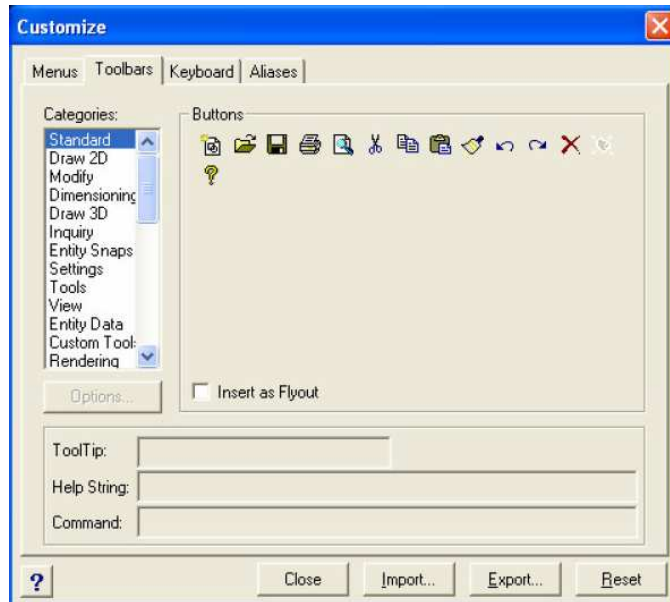 Customize
Menus Toolbars Keyboard Aliases
Categories:
Standard
Draw 2D
Modify
Dimensioning
Draw 3D
Inquiry
Entity Snaps
Settings
Tools
View
Entity Data
Custom Tool
Rendering
Options...
Buttons
Insert as Flyout
ToolTip:
Help String:
Command:
? Close Import... Export... Reset